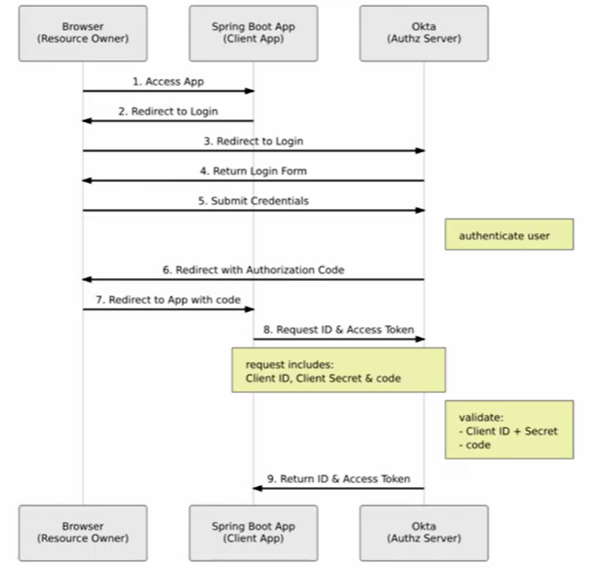 Browser
(Resource Owner)
Spring Boot App
(Client App)
Okta
(Authz Server)
1. Access App
2. Redirect to Login
3. Redirect to Login
4. Return Login Form
5. Submit Credentials
authenticate user
6. Redirect with Authorization Code
7. Redirect to App with code
8. Request ID & Access Token
request includes:
Client ID, Client Secret & code
validate:
- Client ID + Secret
- code
9. Return ID & Access Token
Browser
(Resource Owner)
Spring Boot App
(Client App)
Okta
(Authz Server)